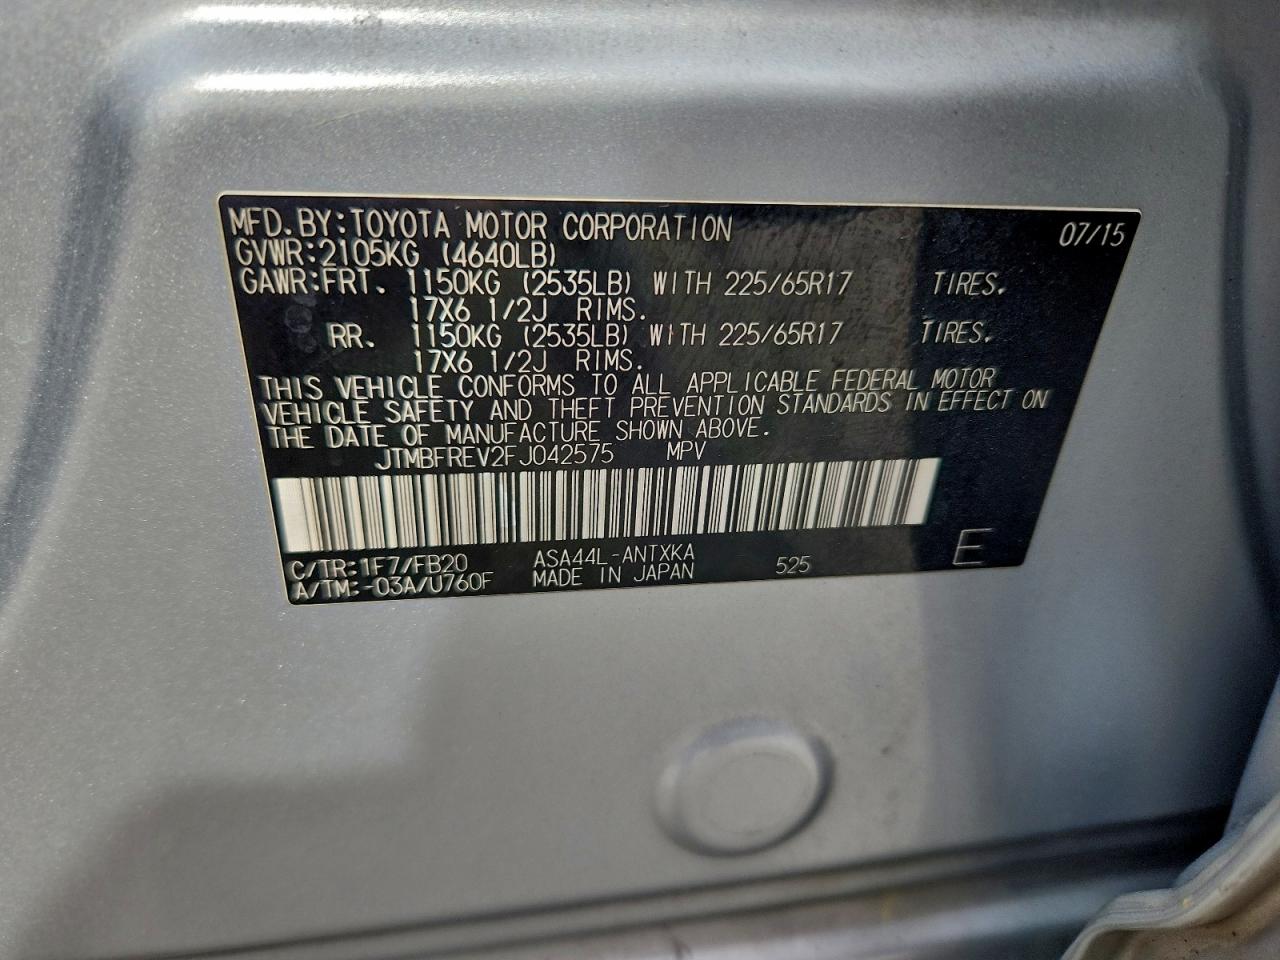 MFD. BY: TOYOTA MOTOR CORPORATION 07/15
GVWR: 2105KG (4640LB)
GAWR: FRT. 1150KG (2535LB) WITH 225/65R17 TIRES.
17X6 1/2J RIMS.
RR. 1150KG (2535LB) WITH 225/65R17 TIRES.
17X6 1/2J RIMS.
THIS VEHICLE CONFORMS TO ALL APPLICABLE FEDERAL MOTOR
VEHICLE SAFETY AND THEFT PREVENTION STANDARDS IN EFFECT ON
THE DATE OF MANUFACTURE SHOWN ABOVE.
JTMBFREV2FJ042575 MPV
C/TR: 1F7/FB20 ASA44L-ANTXKA 525 E
A/TM: -03A/U760F MADE IN JAPAN